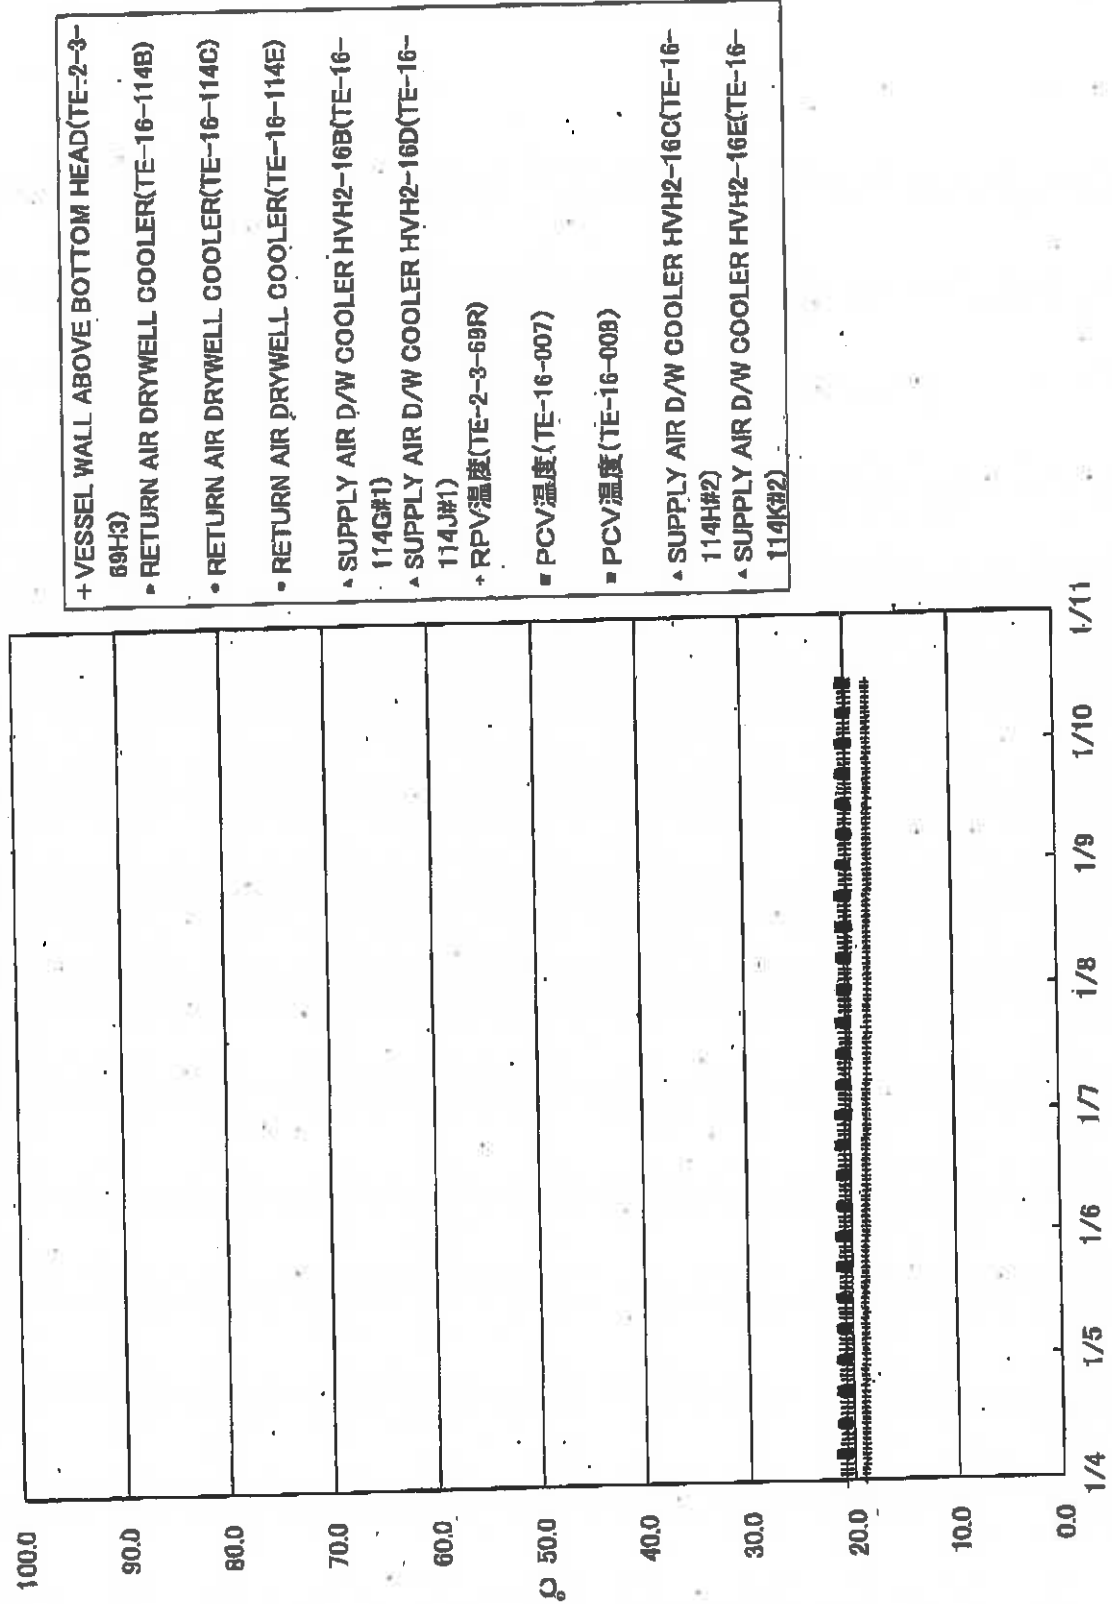 + VESSEL WALL ABOVE BOTTOM HEAD(TE-2-3-
69H3)
• RETURN AIR DRYWELL COOLER(TE-16-114B)
• RETURN AIR DRYWELL COOLER(TE-16-114C)
• RETURN AIR DRYWELL COOLER(TE-16-114E)
▲ SUPPLY AIR D/W COOLER HVH2-16B(TE-16-
114G#1)
▲ SUPPLY AIR D/W COOLER HVH2-16D(TE-16-
114J#1)
+ RPV温度(TE-2-3-69R)
■ PCV温度(TE-16-007)
■ PCV温度(TE-16-008)
▲ SUPPLY AIR D/W COOLER HVH2-16C(TE-16-
114H#2)
▲ SUPPLY AIR D/W COOLER HVH2-16E(TE-16-
114K#2)
100.0
90.0
80.0
70.0
60.0
℃ 50.0
40.0
30.0
20.0
10.0
0.0
1/4 1/5 1/6 1/7 1/8 1/9 1/10 1/11